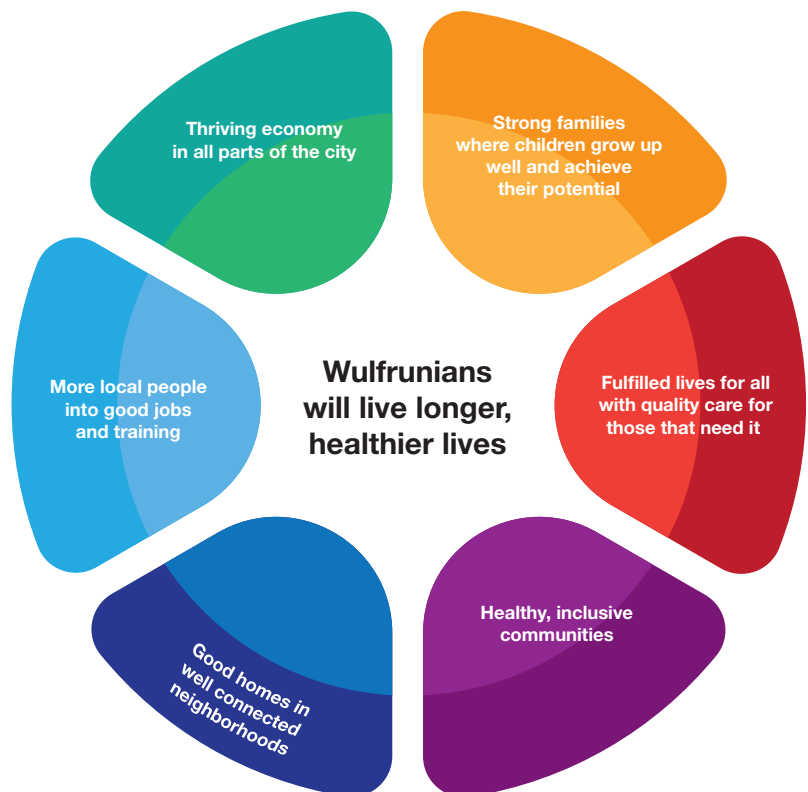 Thriving economy
in all parts of the city
Strong families
where children grow up
well and achieve
their potential
More local people
into good jobs
and training
Wulfrunians
will live longer,
healthier lives
Fulfilled lives for all
with quality care for
those that need it
Good homes in
well connected
neighborhoods
Healthy, inclusive
communities